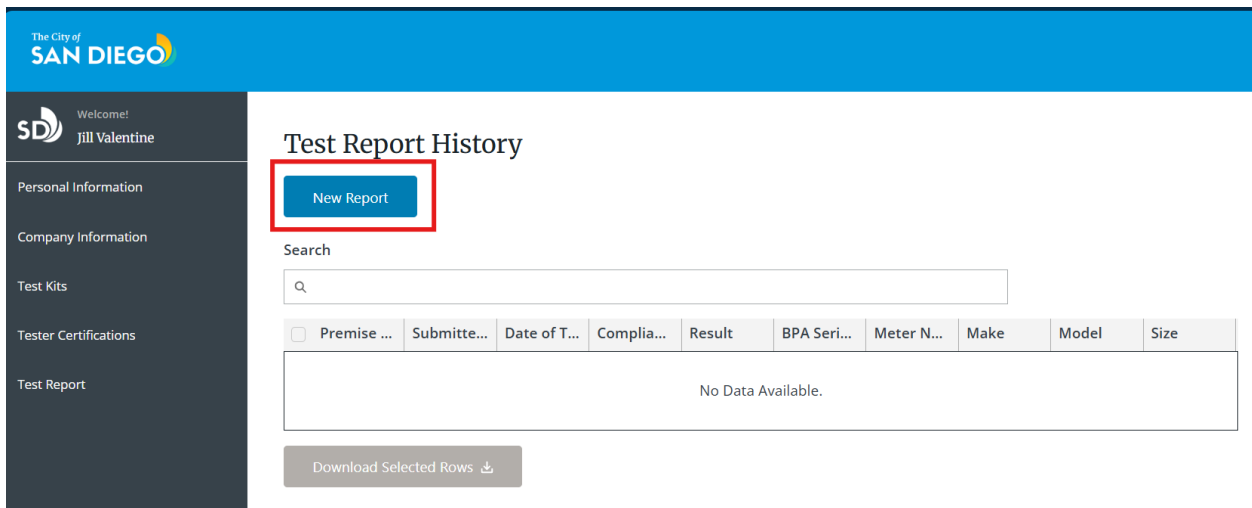 The City of
SAN DIEGO
SD
Welcome!
Jill Valentine
Personal Information
Company Information
Test Kits
Tester Certifications
Test Report
Test Report History
New Report
Search
Premise ... Submitte... Date of T... Complia... Result BPA Seri... Meter N... Make Model Size
No Data Available.
Download Selected Rows